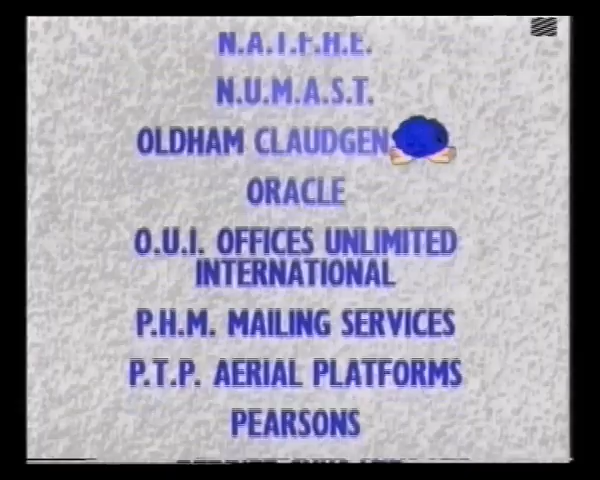 N.A.T.F.H.E.
N.U.M.A.S.T.
OLDHAM CLAUDGEN
ORACLE
O.U.I. OFFICES UNLIMITED
INTERNATIONAL
P.H.M. MAILING SERVICES
P.T.P. AERIAL PLATFORMS
PEARSONS